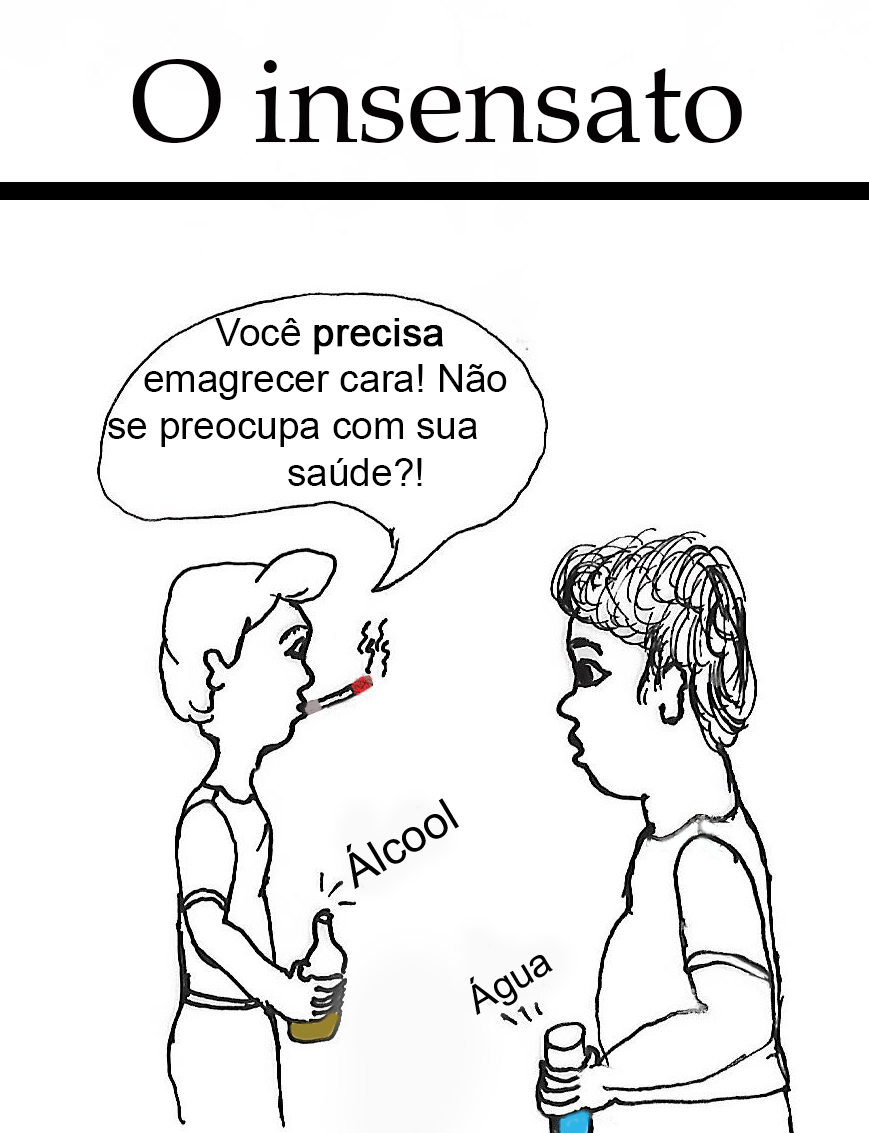 O insensato
Você precisa
emagrecer cara! Não
se preocupa com sua
saúde?!
Álcool
Água